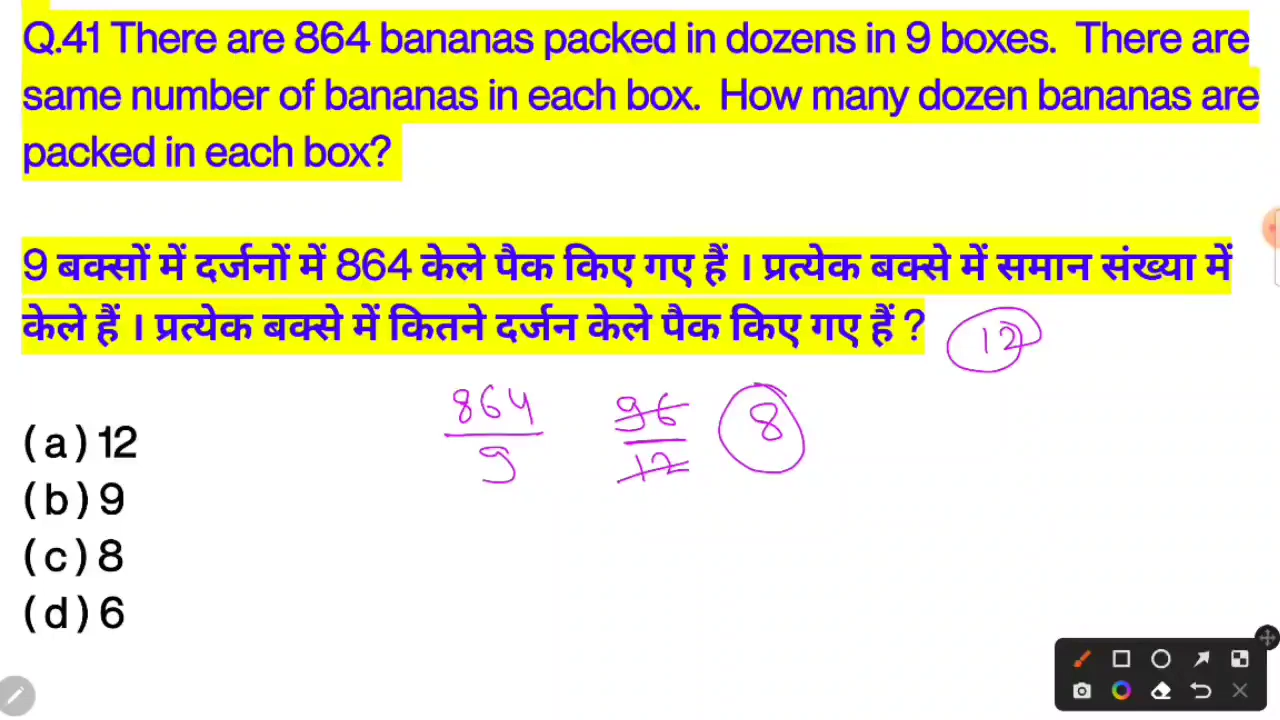 Q.41 There are 864 bananas packed in dozens in 9 boxes. There are
same number of bananas in each box. How many dozen bananas are
packed in each box?
9 बक्सों में दर्जनों में 864 केले पैक किए गए हैं । प्रत्येक बक्से में समान संख्या में
केले हैं । प्रत्येक बक्से में कितने दर्जन केले पैक किए गए हैं ?
12
864 96 8
9 12
( a ) 12
( b ) 9
( c ) 8
( d ) 6